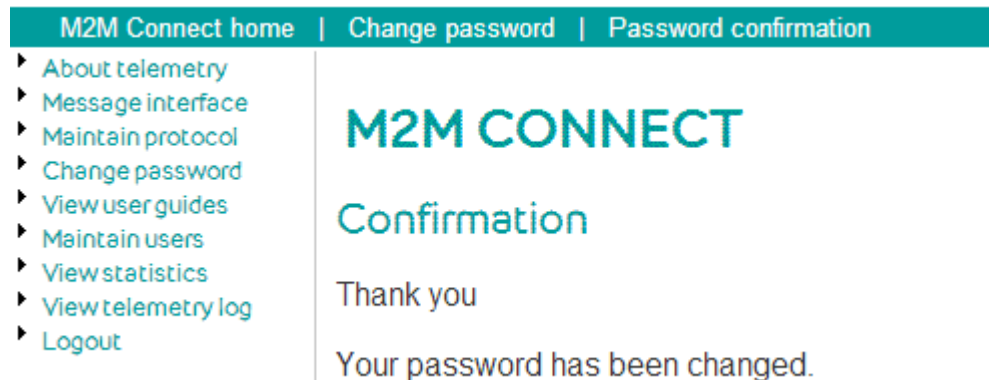 M2M Connect home | Change password | Password confirmation
About telemetry
Message interface
Maintain protocol
Change password
View user guides
Maintain users
View statistics
View telemetry log
Logout
M2M CONNECT
Confirmation
Thank you
Your password has been changed.